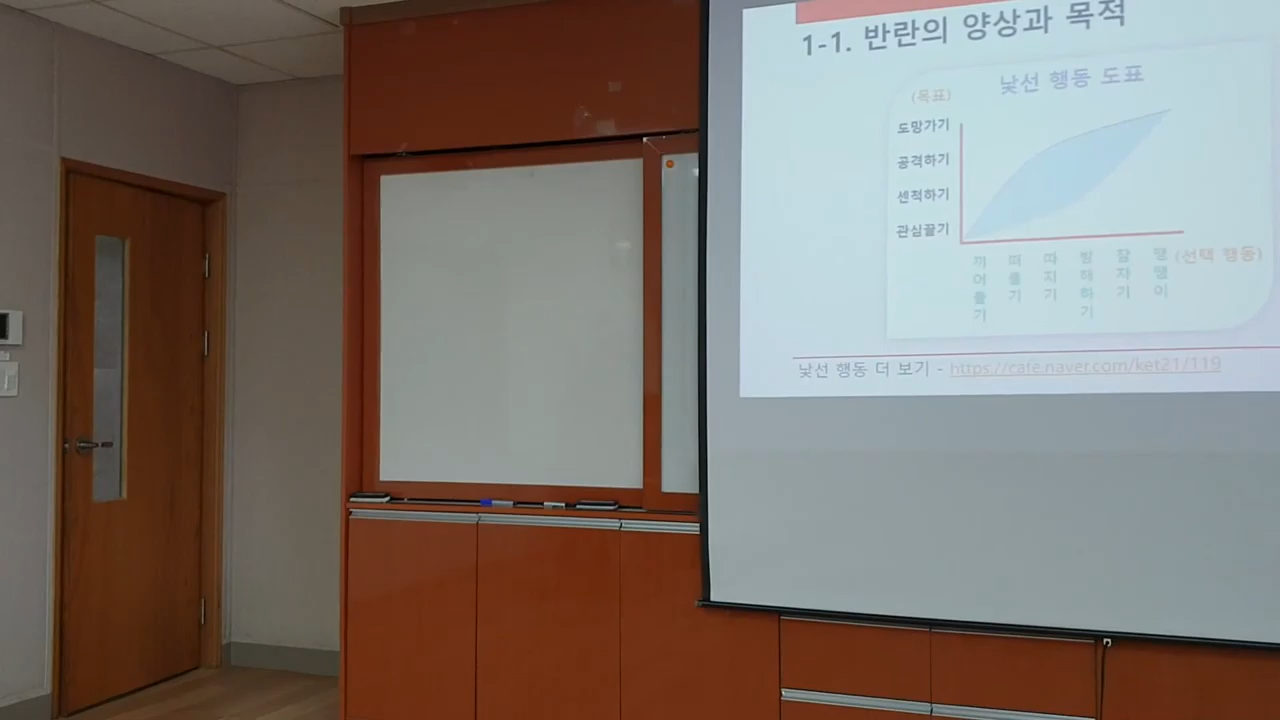 1-1. 반란의 양상과 목적
낯선 행동 도표
(목표)
도망가기
공격하기
센척하기
관심끌기
끼어들기
떠들기
따지기
방해하기
잠자기
땡땡이
(선택 행동)
낯선 행동 더 보기 - https://cafe.naver.com/ket21/119